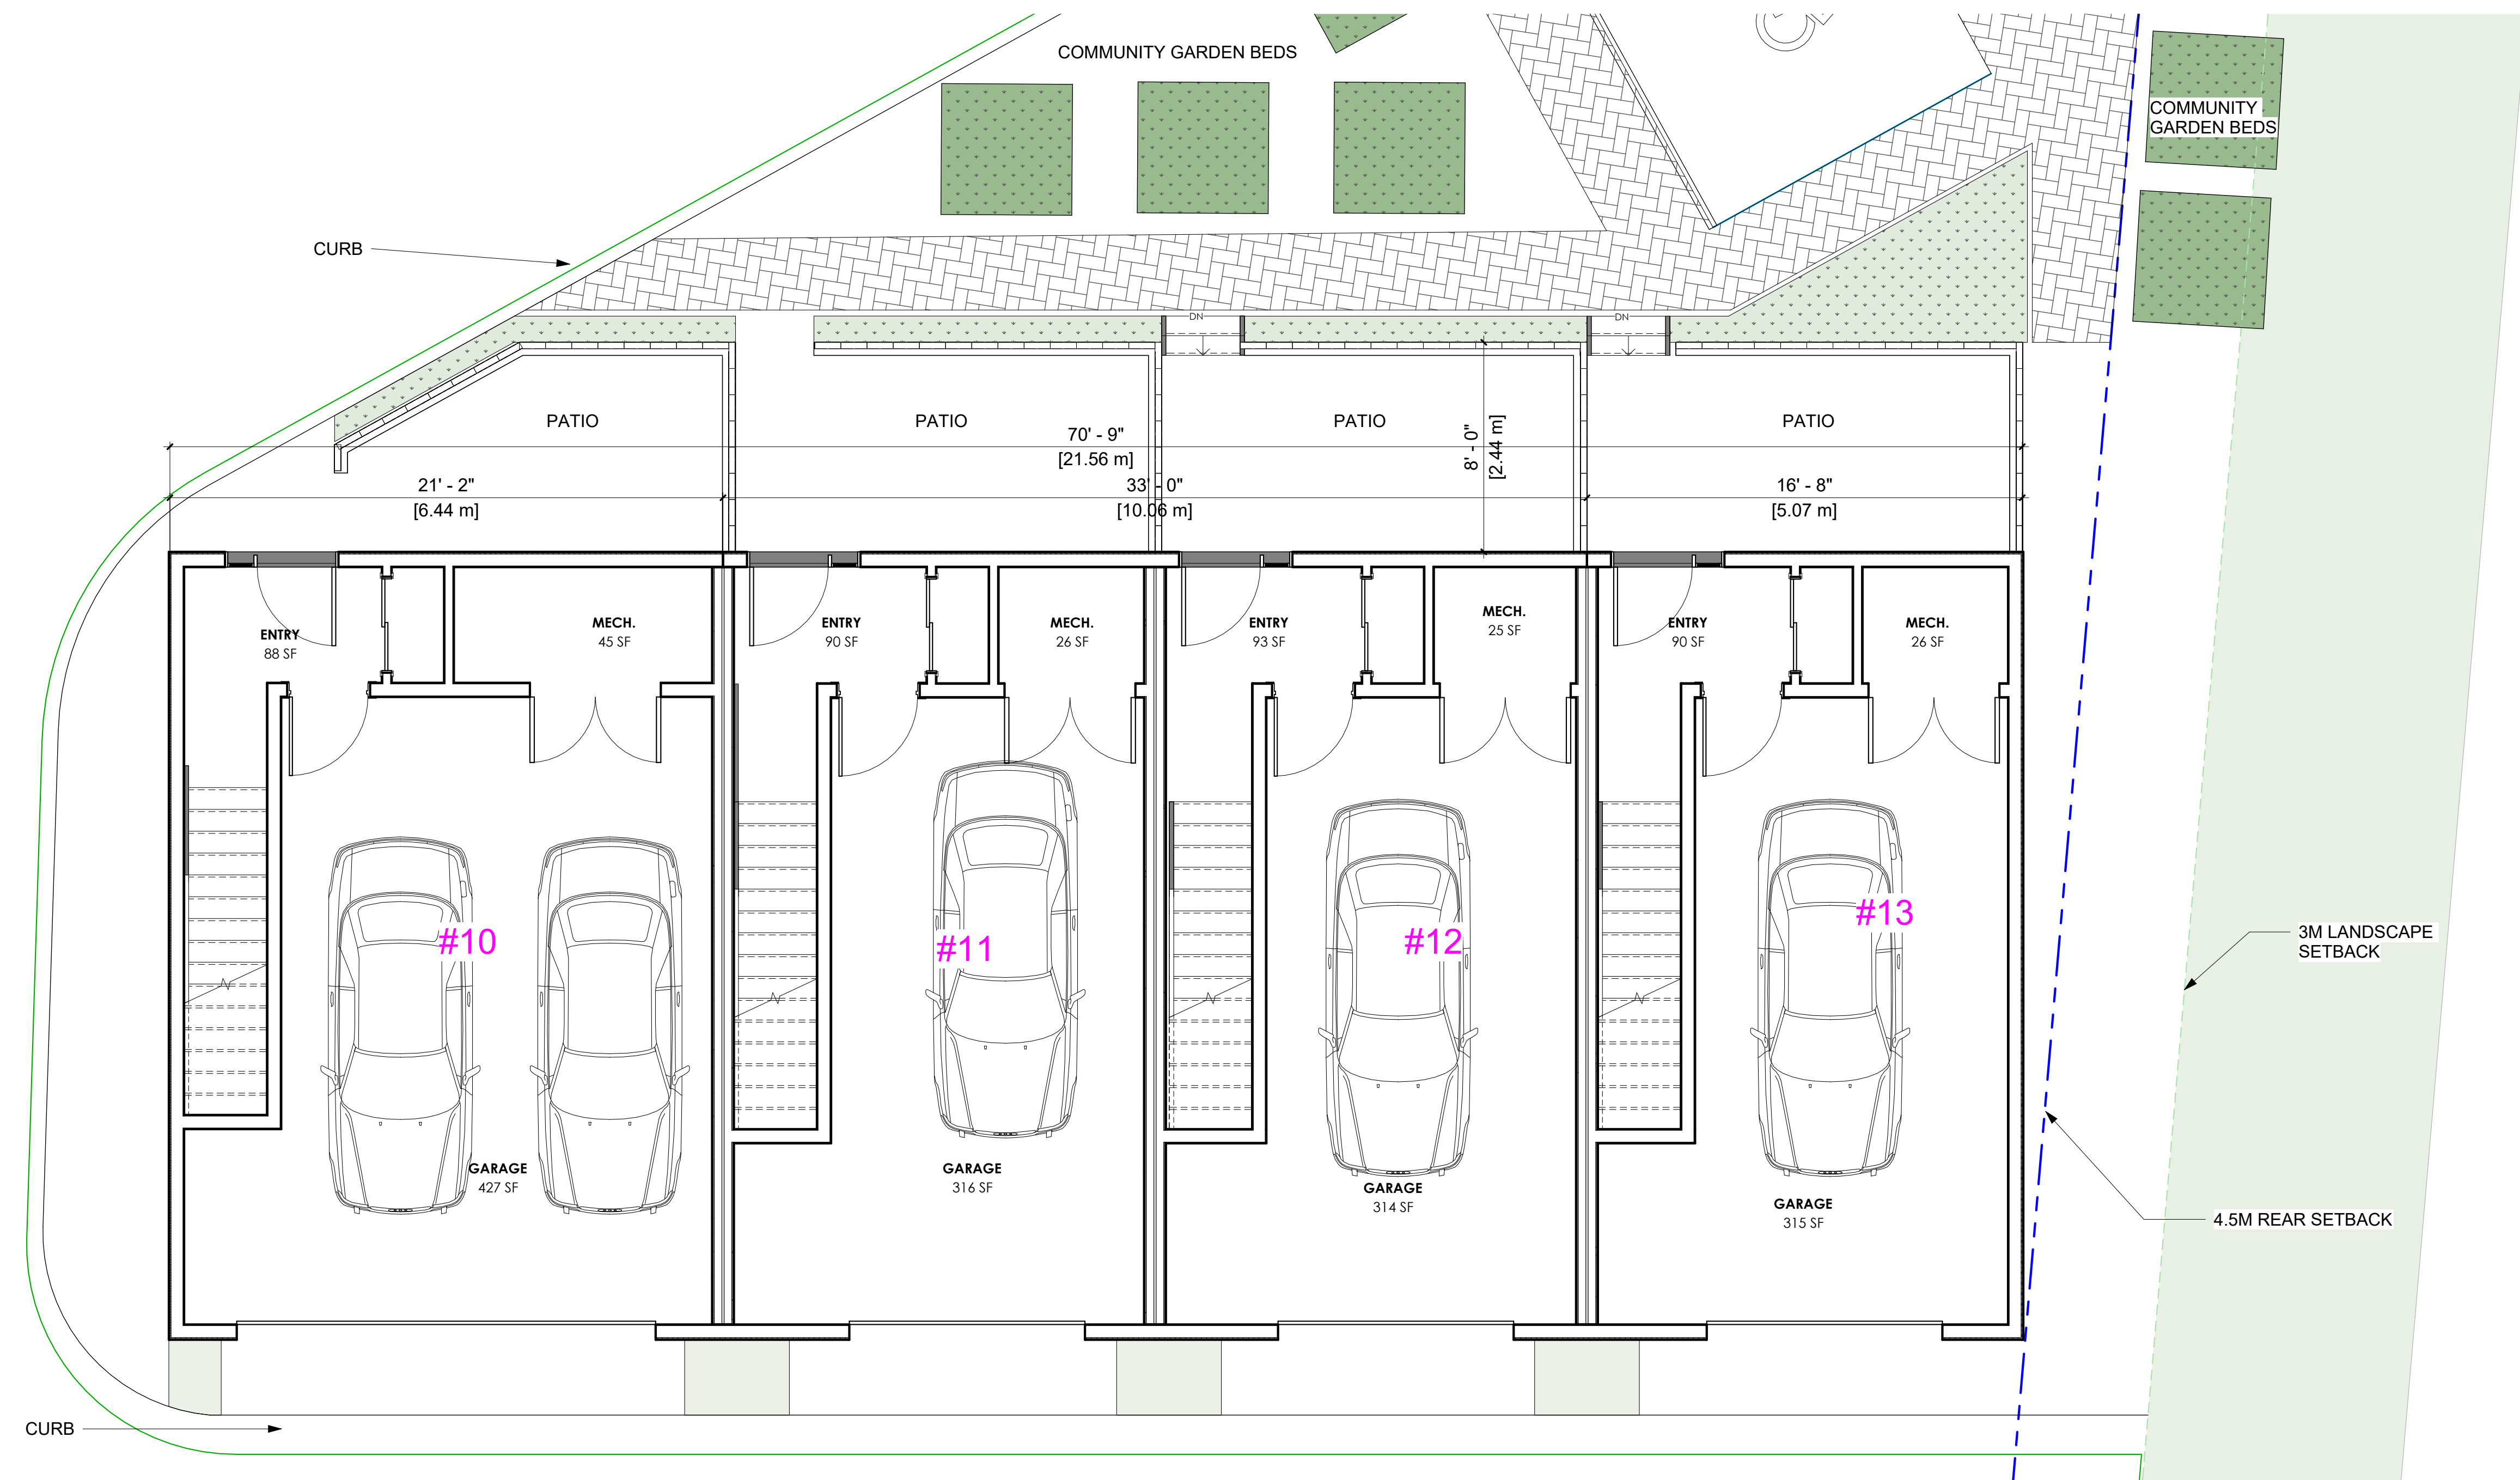 COMMUNITY GARDEN BEDS
COMMUNITY
GARDEN BEDS
CURB
DN
DN
PATIO
PATIO
PATIO
PATIO
70' - 9"
[21.56 m]
8' - 0"
[2.44 m]
21' - 2"
[6.44 m]
33' - 0"
[10.06 m]
16' - 8"
[5.07 m]
ENTRY
88 SF
MECH.
45 SF
ENTRY
90 SF
MECH.
26 SF
ENTRY
93 SF
MECH.
25 SF
ENTRY
90 SF
MECH.
26 SF
#10
#11
#12
#13
3M LANDSCAPE
SETBACK
GARAGE
427 SF
GARAGE
316 SF
GARAGE
314 SF
GARAGE
315 SF
4.5M REAR SETBACK
CURB